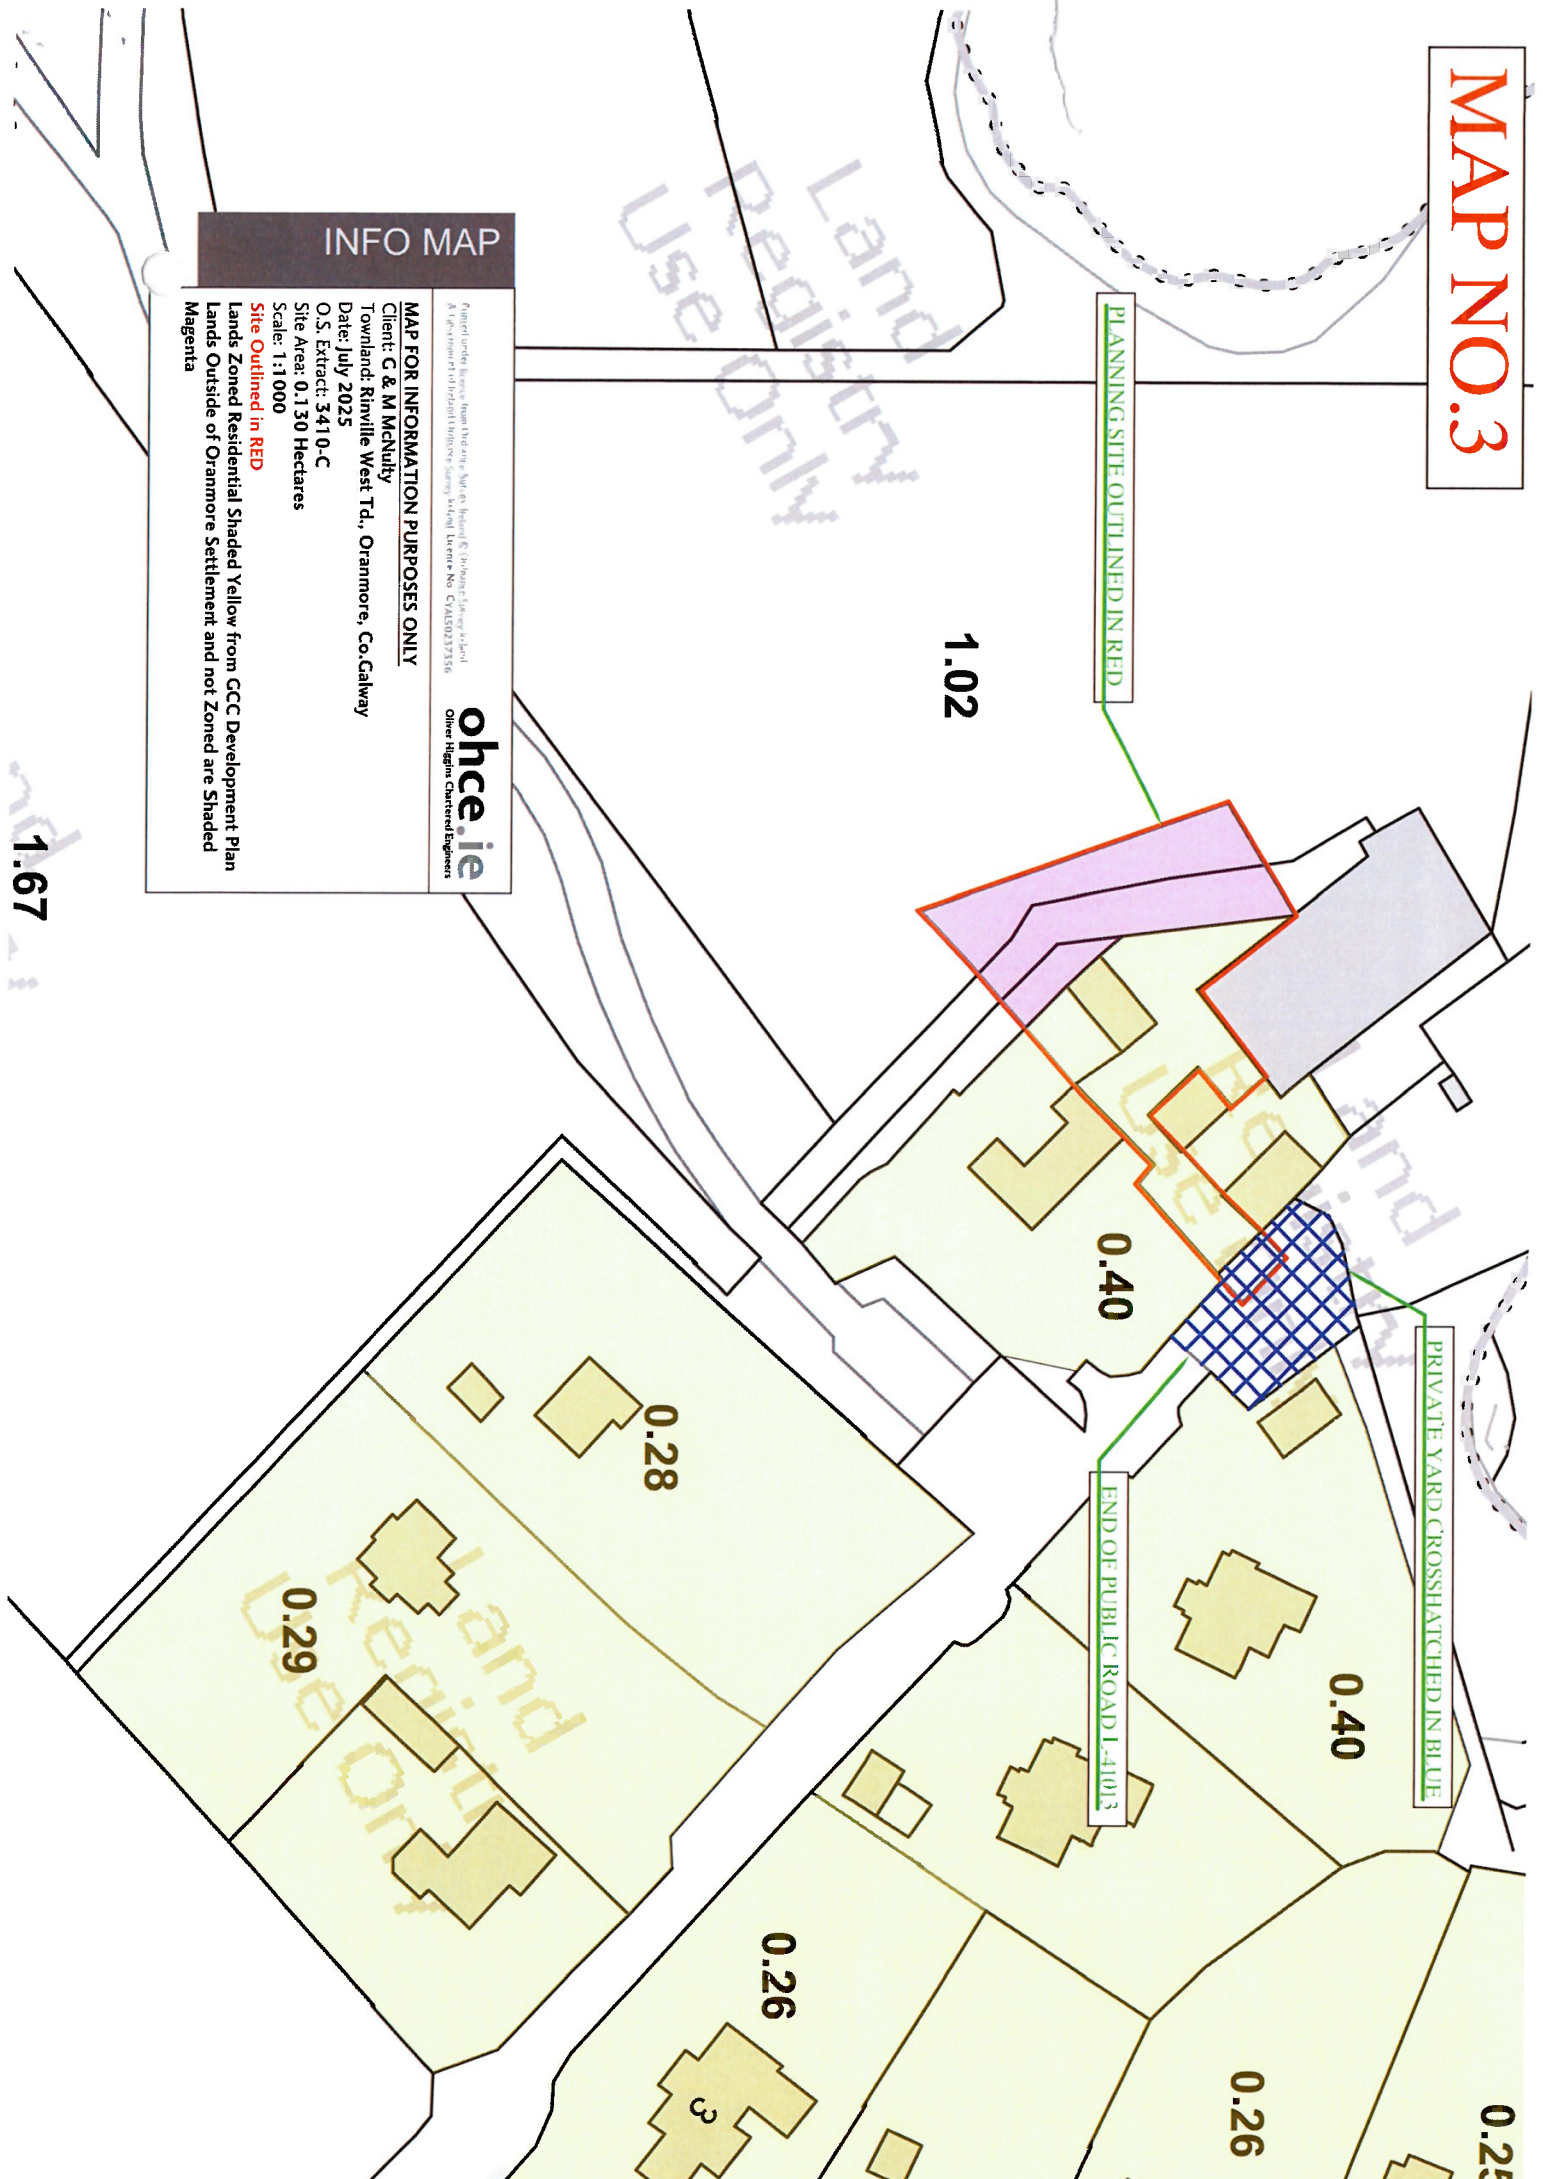 MAP NO.3
PLANNING SITE OUTLINED IN RED
PRIVATE YARD CROSSHATCHED IN BLUE
END OF PUBLIC ROAD L-41013
Land
Registry
Use Only
1.02
0.40
0.40
0.28
0.29
0.26
0.26
3
1.67
Land
Land
Use Only
INFO MAP
ohce.ie
Oliver Higgins Chartered Engineers
MAP FOR INFORMATION PURPOSES ONLY
Client: G & M McNulty
Townland: Rinville West Td., Oranmore, Co.Galway
Date: July 2025
O.S. Extract: 3410-C
Site Area: 0.130 Hectares
Scale: 1:1000
Site Outlined in RED
Lands Zoned Residential Shaded Yellow from GCC Development Plan
Lands Outside of Oranmore Settlement and not Zoned are Shaded
Magenta